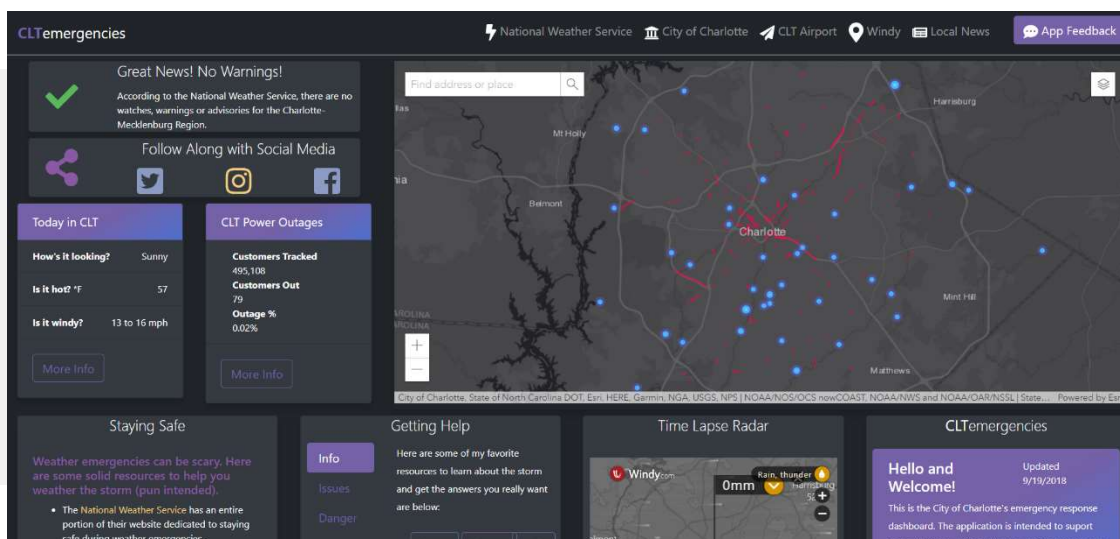 CLTemergencies
National Weather Service
City of Charlotte
CLT Airport
Windy
Local News
App Feedback
Great News! No Warnings!
According to the National Weather Service, there are no
watches, warnings or advisories for the Charlotte-
Mecklenburg Region.
Follow Along with Social Media
Today in CLT
How's it looking? Sunny
Is it hot? °F 57
Is it windy? 13 to 16 mph
More Info
CLT Power Outages
Customers Tracked
495,108
Customers Out
79
Outage %
0.02%
More Info
Find address or place
Harrisburg
Mt Holly
Belmont
Charlotte
Mint Hill
Matthews
CAROLINA
+
−
City of Charlotte, State of North Carolina DOT, Esri, HERE, Garmin, NGA, USGS, NPS | NOAA/NOS/OCS nowCOAST, NOAA/NWS and NOAA/OAR/NSSL | State... Powered by Esri
Staying Safe
Weather emergencies can be scary. Here
are some solid resources to help you
weather the storm (pun intended).
• The National Weather Service has an entire
portion of their website dedicated to staying
safe during weather emergencies
Getting Help
Info
Issues
Danger
Here are some of my favorite
resources to learn about the storm
and get the answers you really want
are below:
Time Lapse Radar
Windy.com
Rain, thunder
0mm
Harrisburg
CLTemergencies
Hello and
Welcome!
Updated
9/19/2018
This is the City of Charlotte's emergency response
dashboard. The application is intended to suport